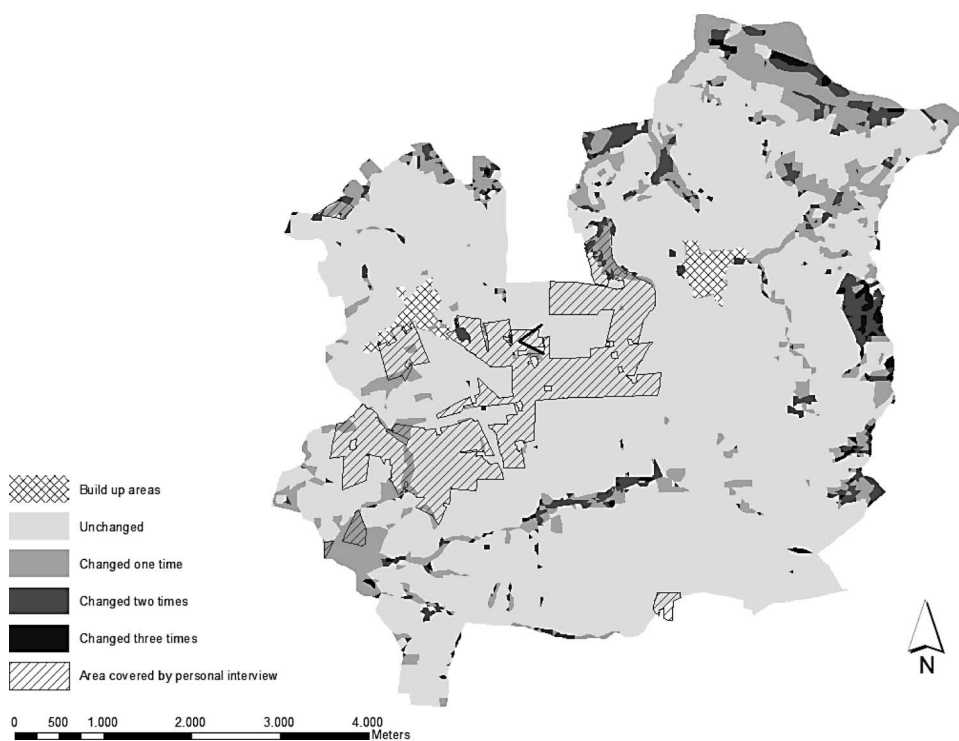 Build up areas
Unchanged
Changed one time
Changed two times
Changed three times
Area covered by personal interview
N
0 500 1.000 2.000 3.000 4.000
Meters